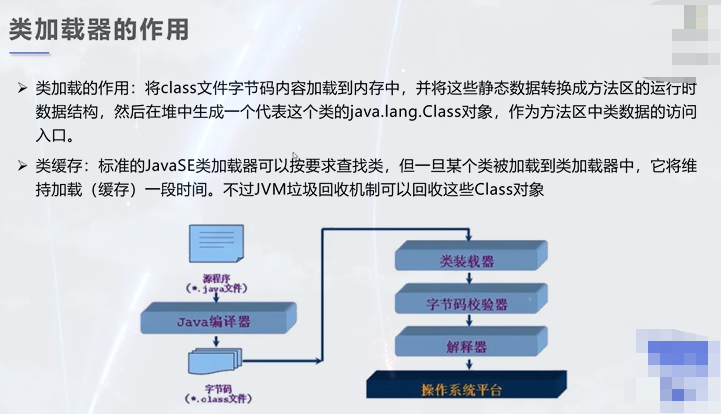 类加载器的作用
类加载的作用：将class文件字节码内容加载到内存中，并将这些静态数据转换成方法区的运行时
数据结构，然后在堆中生成一个代表这个类的java.lang.Class对象，作为方法区中类数据的访问
入口。
类缓存：标准的JavaSE类加载器可以按要求查找类，但一旦某个类被加载到类加载器中，它将维
持加载（缓存）一段时间。不过JVM垃圾回收机制可以回收这些Class对象
源程序
（*.java文件）
Java编译器
字节码
（*.class文件）
类装载器
字节码校验器
解释器
操作系统平台